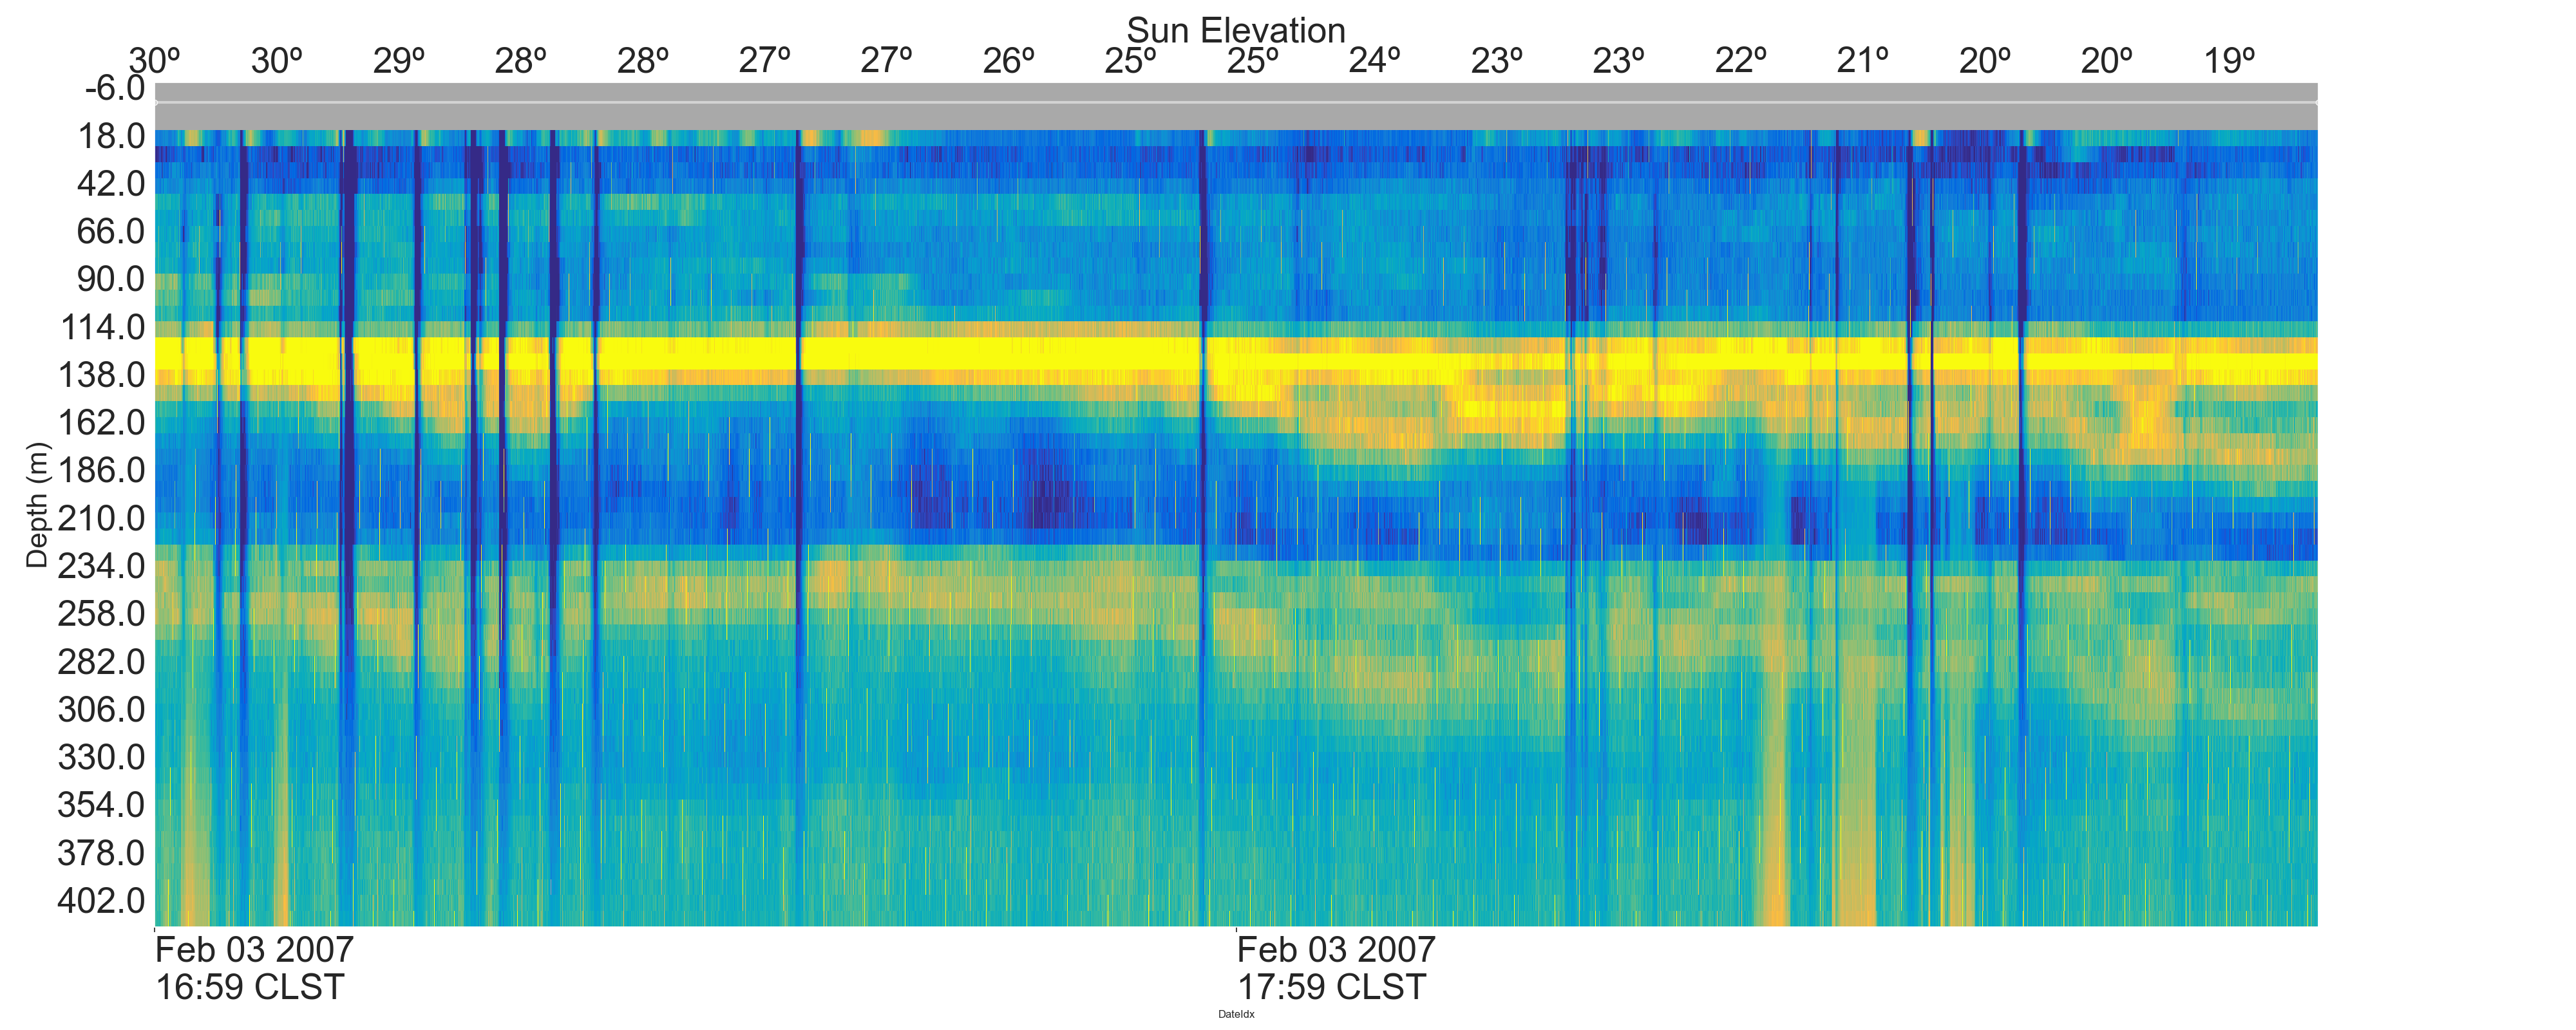 Sun Elevation
30º 30º 29º 28º 28º 27º 27º 26º 25º 25º 24º 23º 23º 22º 21º 20º 20º 19º
-6.0
18.0
42.0
66.0
90.0
114.0
138.0
162.0
186.0
210.0
234.0
258.0
282.0
306.0
330.0
354.0
378.0
402.0
Depth (m)
Feb 03 2007
16:59 CLST
Feb 03 2007
17:59 CLST
DateIdx